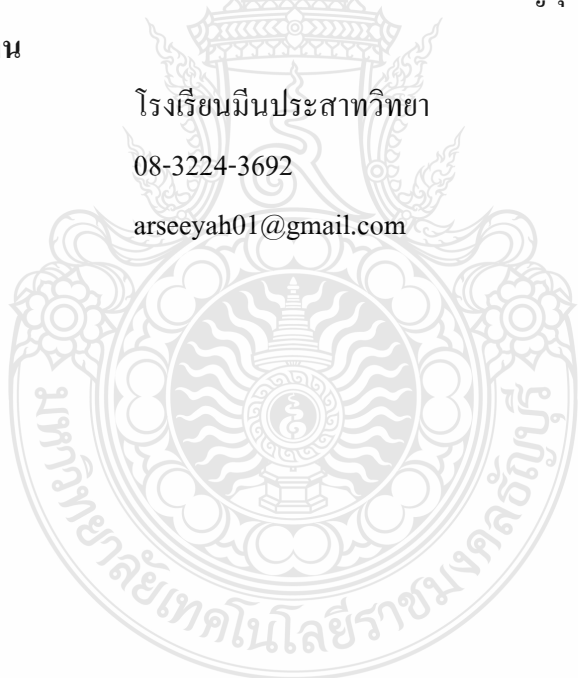 น
โรงเรียนมีนประสาทวิทยา
08-3224-3692
arseeyah01@gmail.com
มหาวิทยาลัยเทคโนโลยีราชมงคลธัญบุรี